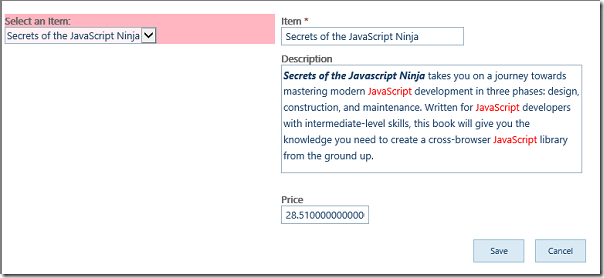 Select an Item:
Secrets of the JavaScript Ninja
Item *
Secrets of the JavaScript Ninja
Description
Secrets of the Javascript Ninja takes you on a journey towards
mastering modern JavaScript development in three phases: design,
construction, and maintenance. Written for JavaScript developers
with intermediate-level skills, this book will give you the
knowledge you need to create a cross-browser JavaScript library
from the ground up.
Price
28.510000000000
Save
Cancel